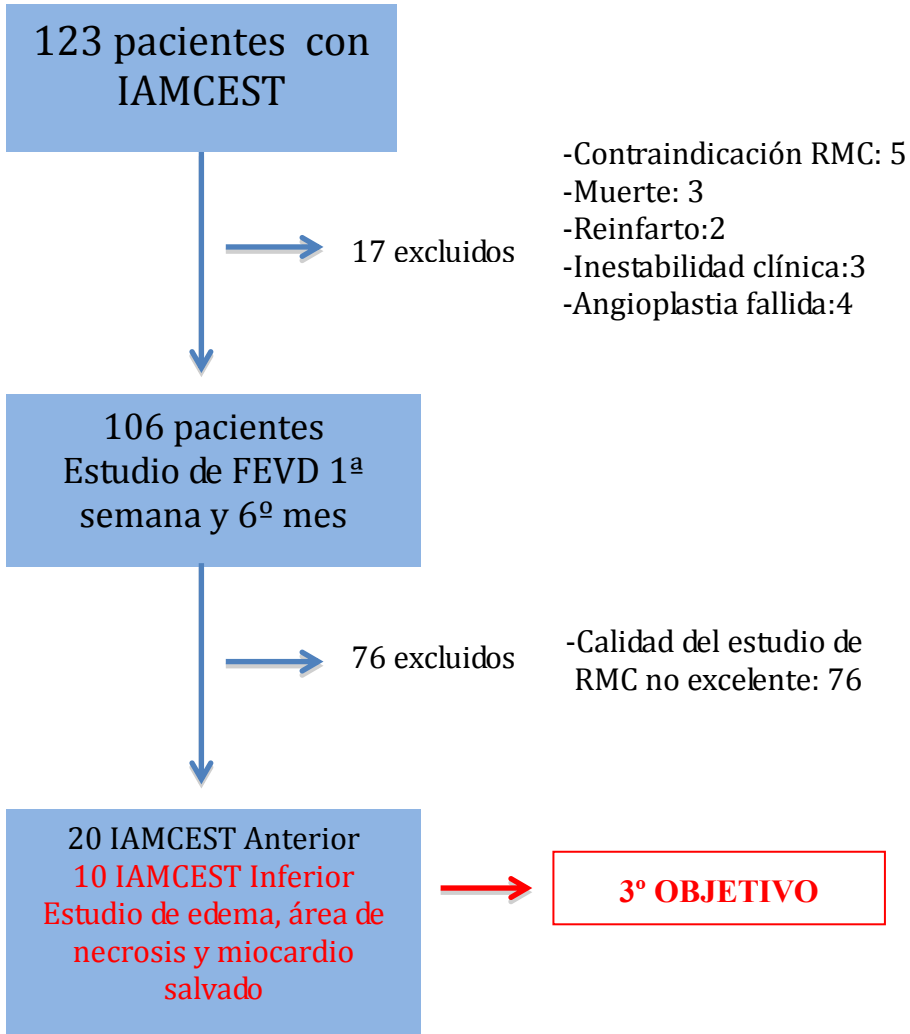 123 pacientes con
IAMCEST
-Contraindicación RMC: 5
-Muerte: 3
-Reinfarto:2
-Inestabilidad clínica:3
-Angioplastia fallida:4
17 excluidos
106 pacientes
Estudio de FEVD 1ª
semana y 6º mes
76 excluidos
-Calidad del estudio de
RMC no excelente: 76
20 IAMCEST Anterior
10 IAMCEST Inferior
Estudio de edema, área de
necrosis y miocardio
salvado
3º OBJETIVO